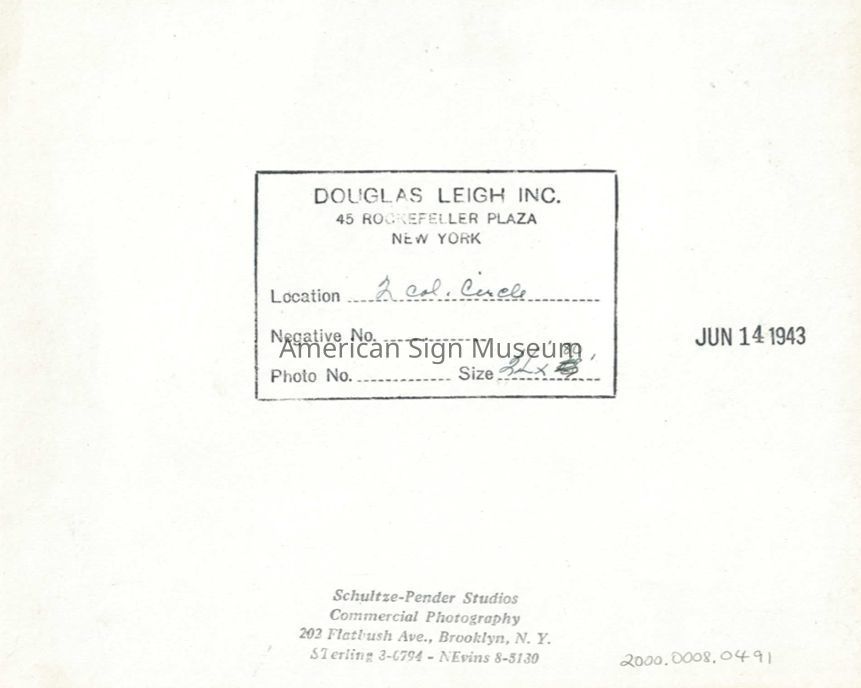 DOUGLAS LEIGH INC.
45 ROCKEFELLER PLAZA
NEW YORK
Location 2 Col. Circle
Negative No.
American Sign Museum
Photo No. Size
JUN 14 1943
Schultze-Pender Studios
Commercial Photography
202 Flatbush Ave., Brooklyn, N. Y.
STerling 3-6794 - NEvins 8-5130
2000.0008.0491